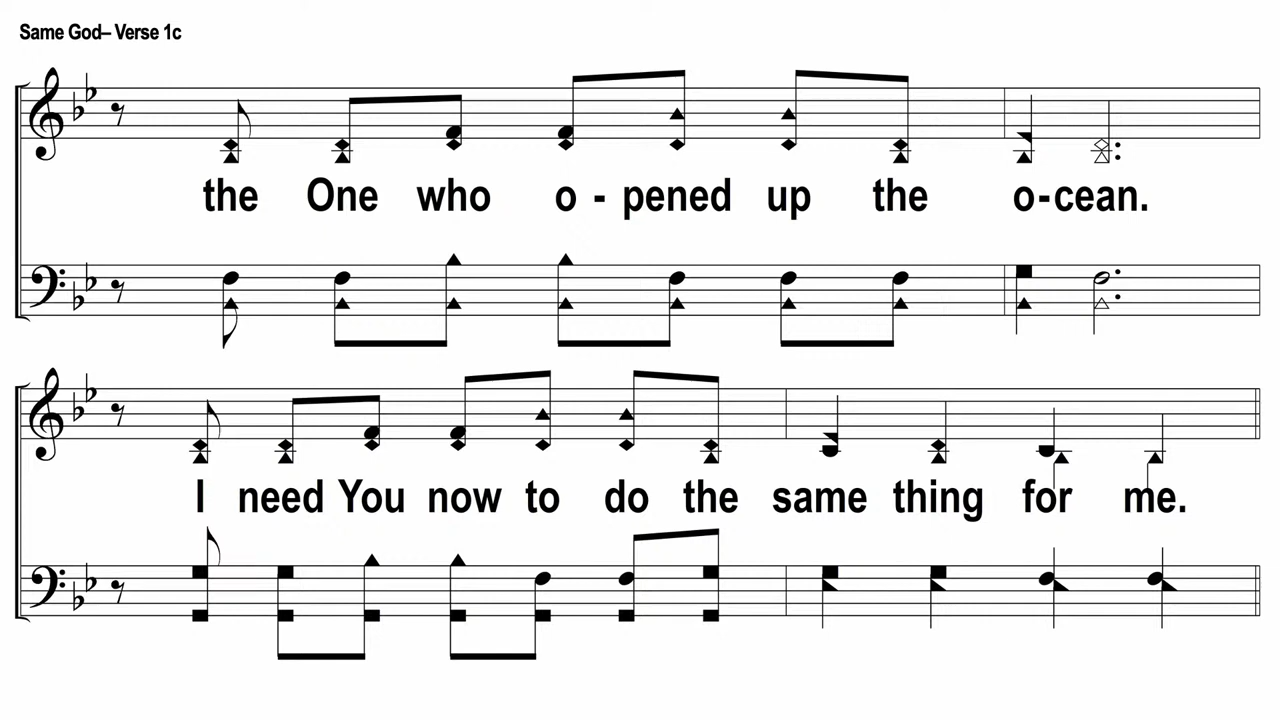 Same God– Verse 1c
the One who o - pened up the o-cean.
I need You now to do the same thing for me.